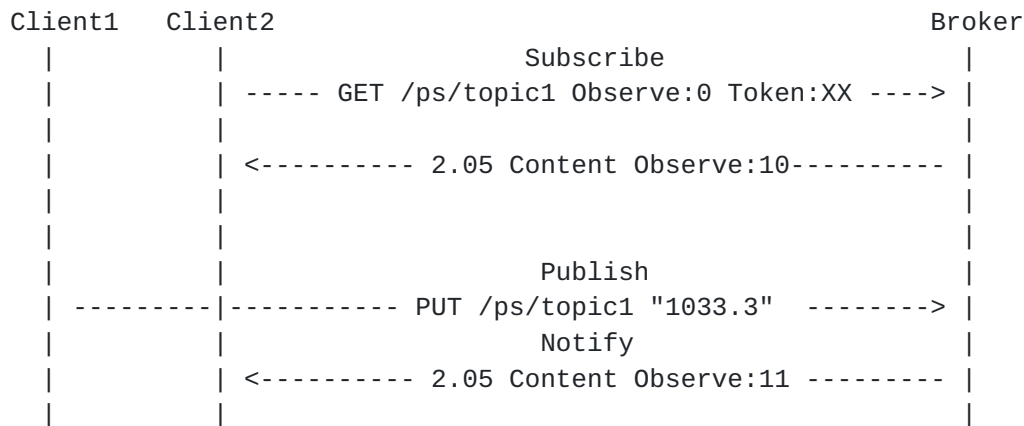 Client1   Client2                                          Broker
  |          |                   Subscribe                   |
  |          | ----- GET /ps/topic1 Observe:0 Token:XX ----> |
  |          |                                               |
  |          | <---------- 2.05 Content Observe:10---------- |
  |          |                                               |
  |          |                                               |
  |          |                    Publish                    |
  | ---------|----------- PUT /ps/topic1 "1033.3"  --------> |
  |          |                    Notify                     |
  |          | <---------- 2.05 Content Observe:11 --------- |
  |          |                                               |